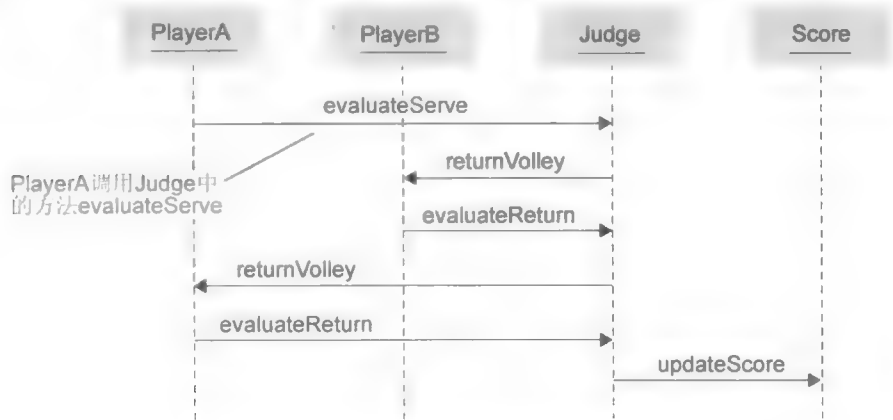 PlayerA
PlayerB
Judge
Score
evaluateServe
returnVolley
PlayerA调用Judge中
的方法evaluateServe
evaluateReturn
returnVolley
evaluateReturn
updateScore